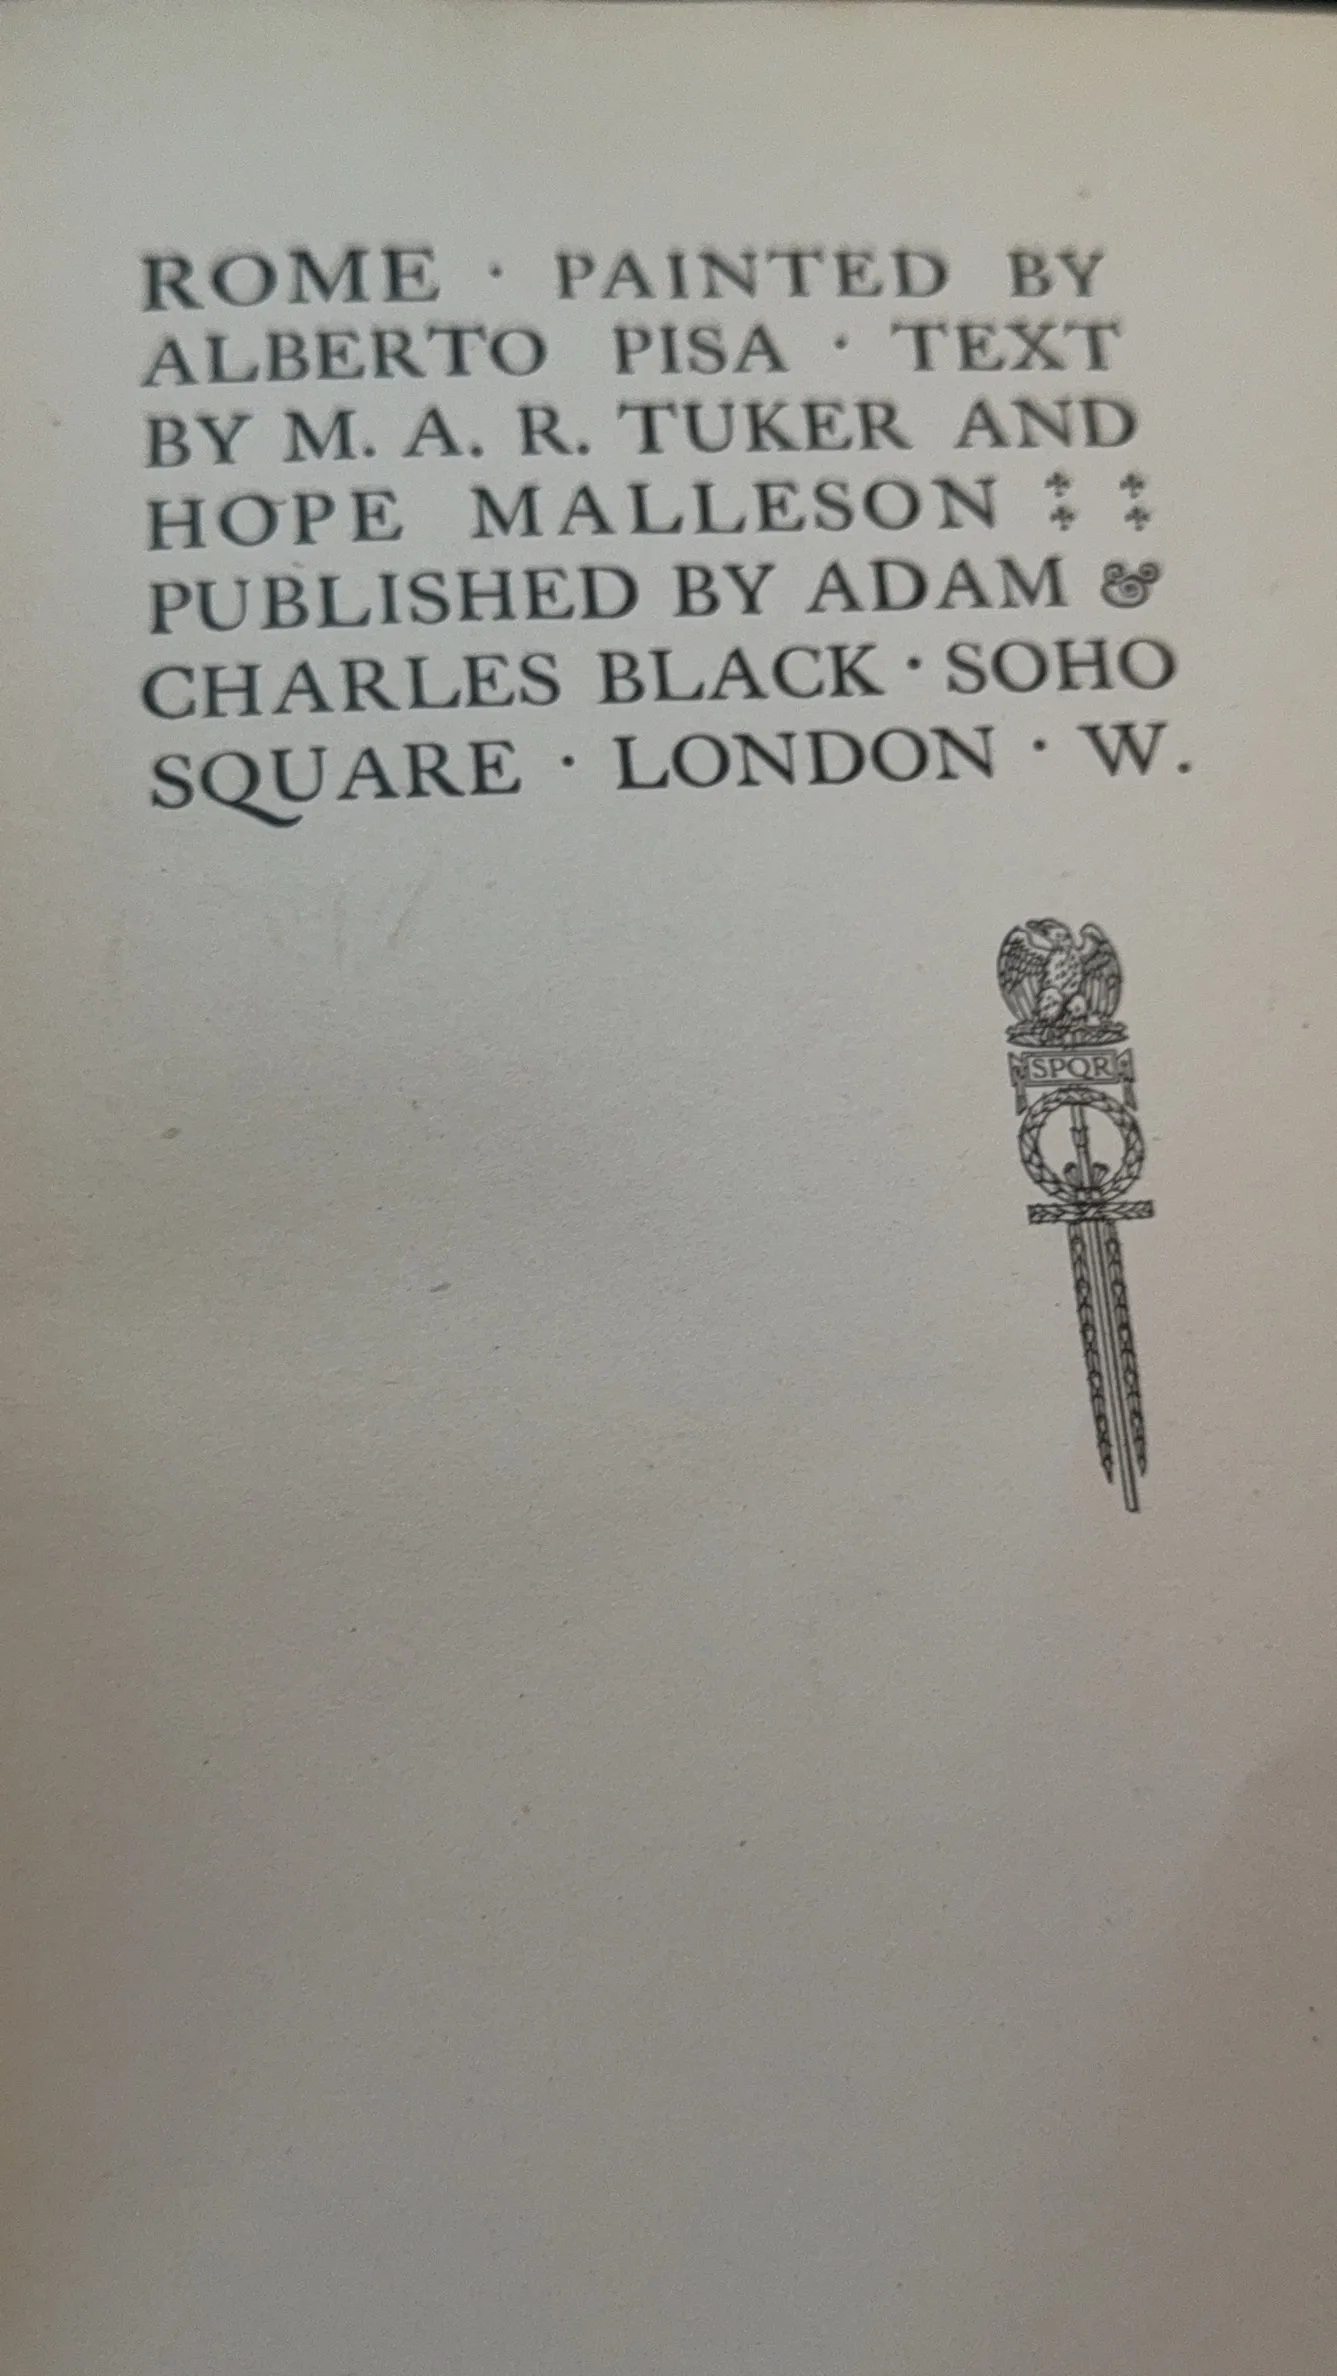 ROME · PAINTED BY
ALBERTO PISA · TEXT
BY M. A. R. TUKER AND
HOPE MALLESON
PUBLISHED BY ADAM &
CHARLES BLACK · SOHO
SQUARE · LONDON · W.
SPQR